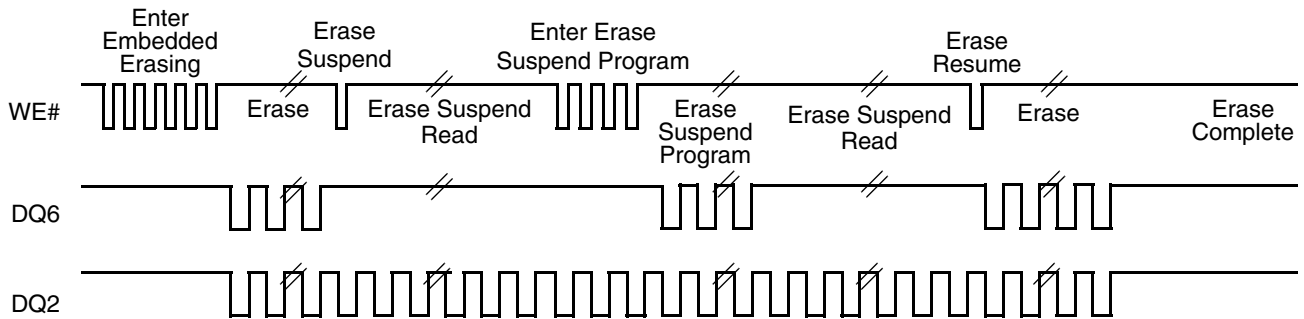 Enter
Embedded
Erasing
Erase
Suspend
Enter Erase
Suspend Program
Erase
Resume
WE#
Erase
Erase Suspend
Read
Erase
Suspend
Program
Erase Suspend
Read
Erase
Erase
Complete
DQ6
DQ2